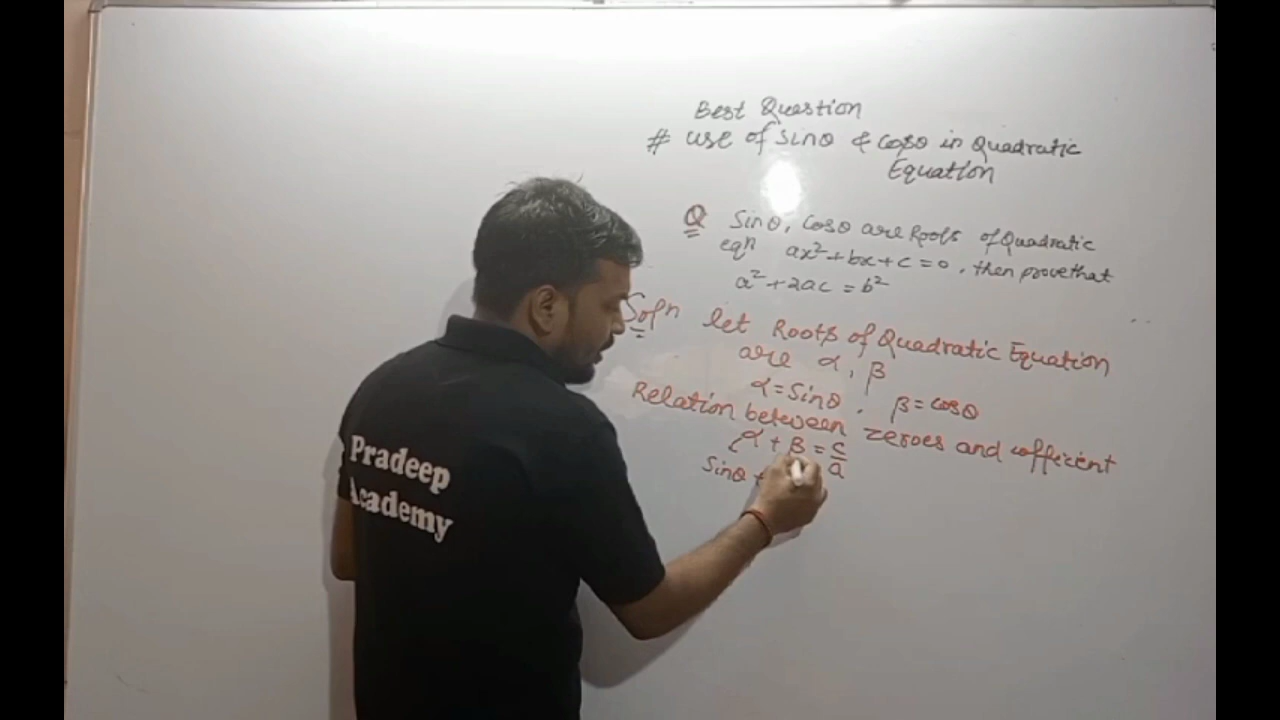 Best Question
# use of sinθ & cosθ in Quadratic
Equation
Q Sinθ, Cosθ are Roots of Quadratic
eqⁿ ax² + bx + c = 0, then prove that
a² + 2ac = b²
Solⁿ let Roots of Quadratic Equation
are α, β
α = Sinθ, β = cosθ
Relation between zeroes and cofficient
α + β = c/a
Sinθ +
Pradeep
Academy